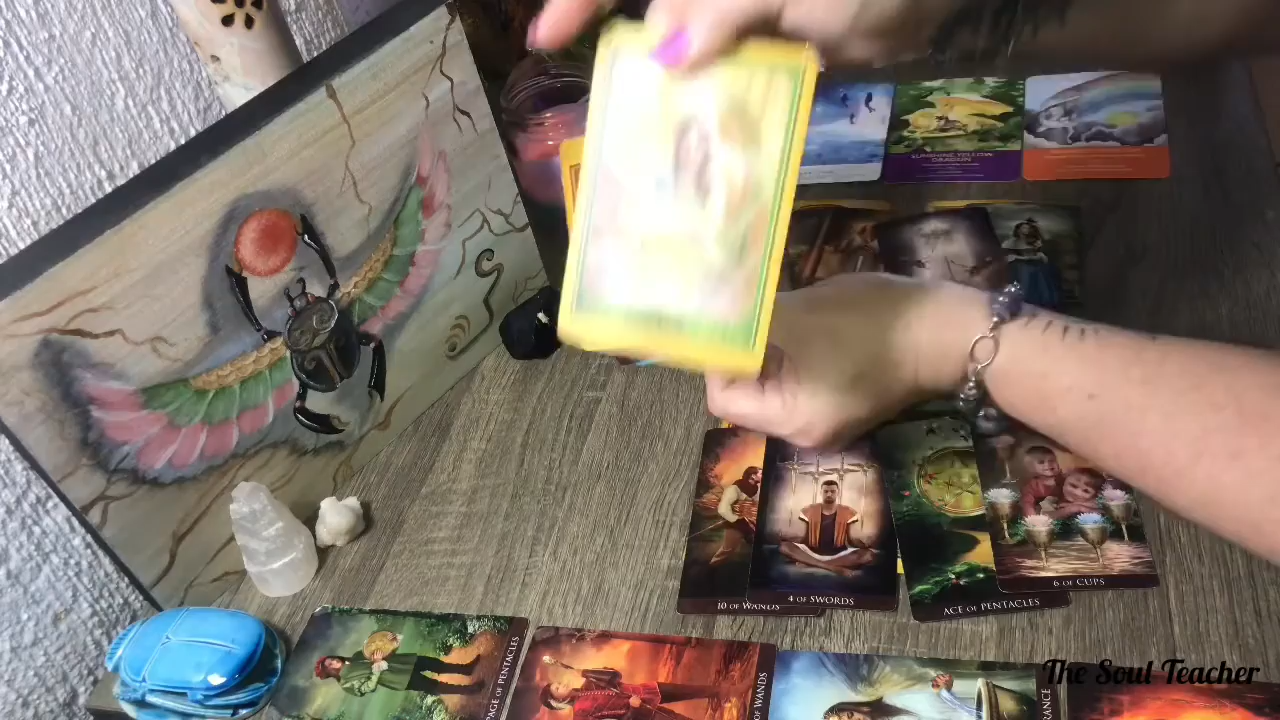 SUNSHINE YELLOW
DRAGON
10 OF WANDS
4 OF SWORDS
ACE OF PENTACLES
6 OF CUPS
PAGE OF PENTACLES
OF WANDS
RANCE
The Soul Teacher